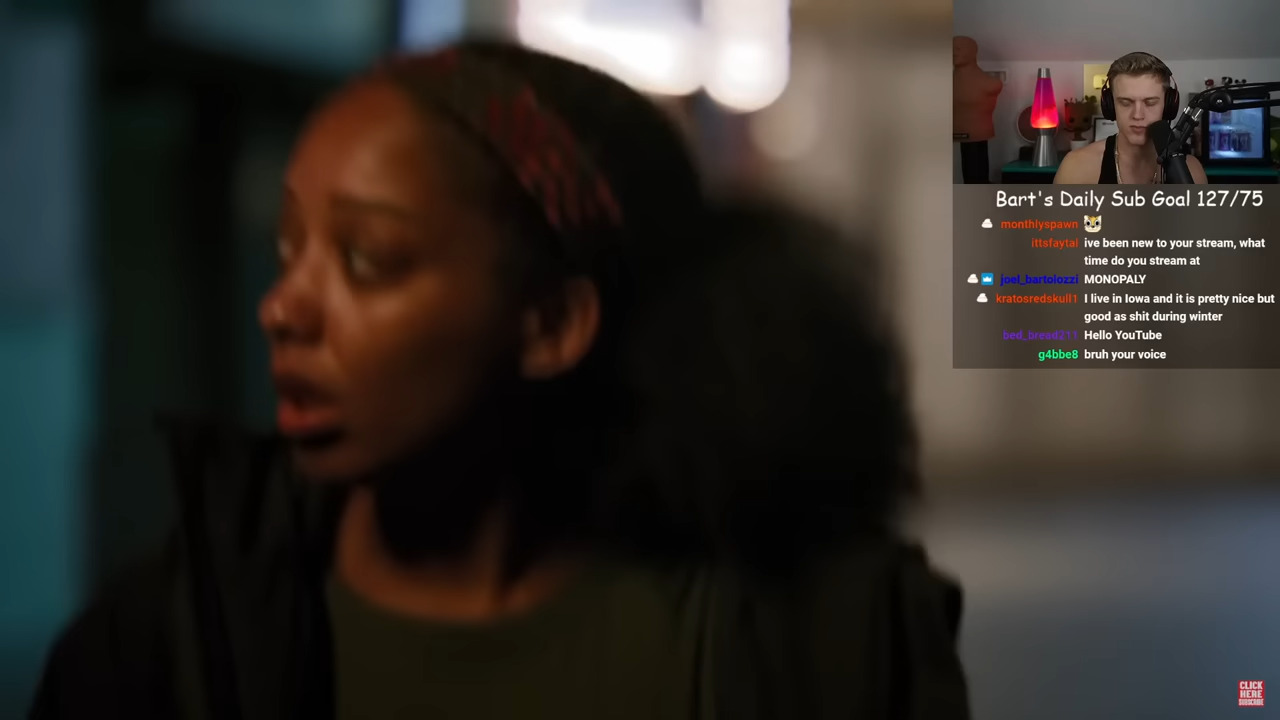 Bart's Daily Sub Goal 127/75
monthlyspawn
ittsfaytal ive been new to your stream, what
time do you stream at
joel_bartolozzi MONOPALY
kratosredskull1 I live in Iowa and it is pretty nice but
good as shit during winter
bed_bread211 Hello YouTube
g4bbe8 bruh your voice
CLICK
HERE
SUBSCRIBE